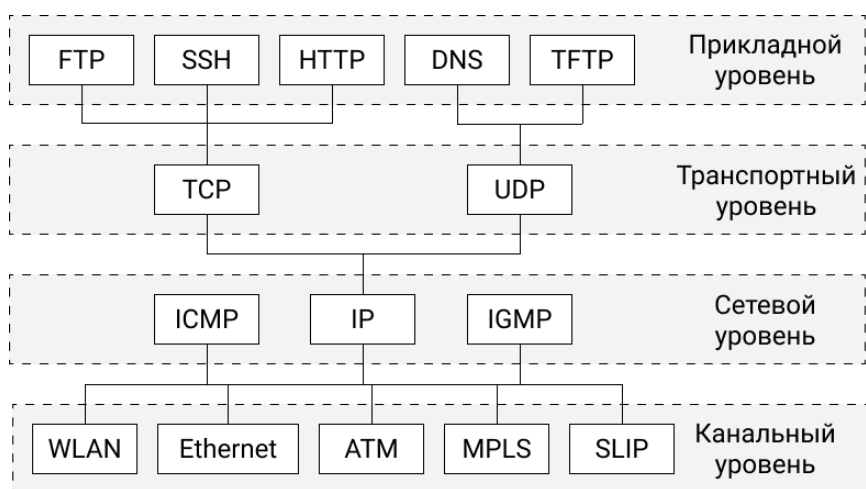 FTP
SSH
HTTP
DNS
TFTP
Прикладной
уровень
TCP
UDP
Транспортный
уровень
ICMP
IP
IGMP
Сетевой
уровень
WLAN
Ethernet
ATM
MPLS
SLIP
Канальный
уровень